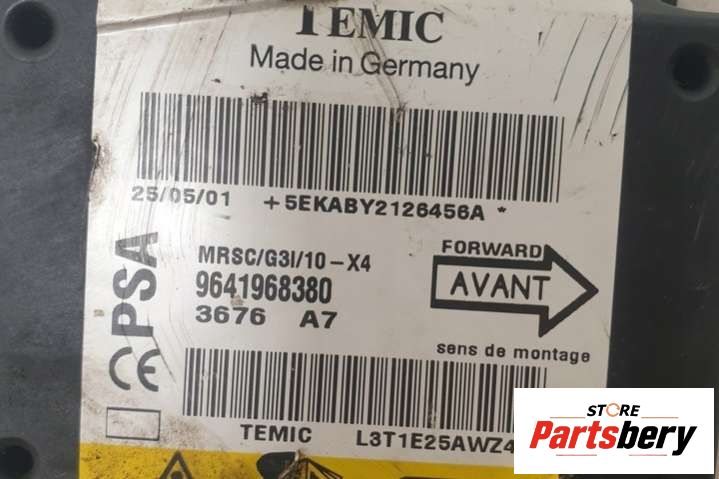 TEMIC
Made in Germany
25/05/01 +5EKABY2126456A *
PSA
MRSC/G3I/10-X4
9641968380
3676 A7
FORWARD
AVANT
sens de montage
CE
TEMIC L3T1E25AWZ4
STORE
Partsbery